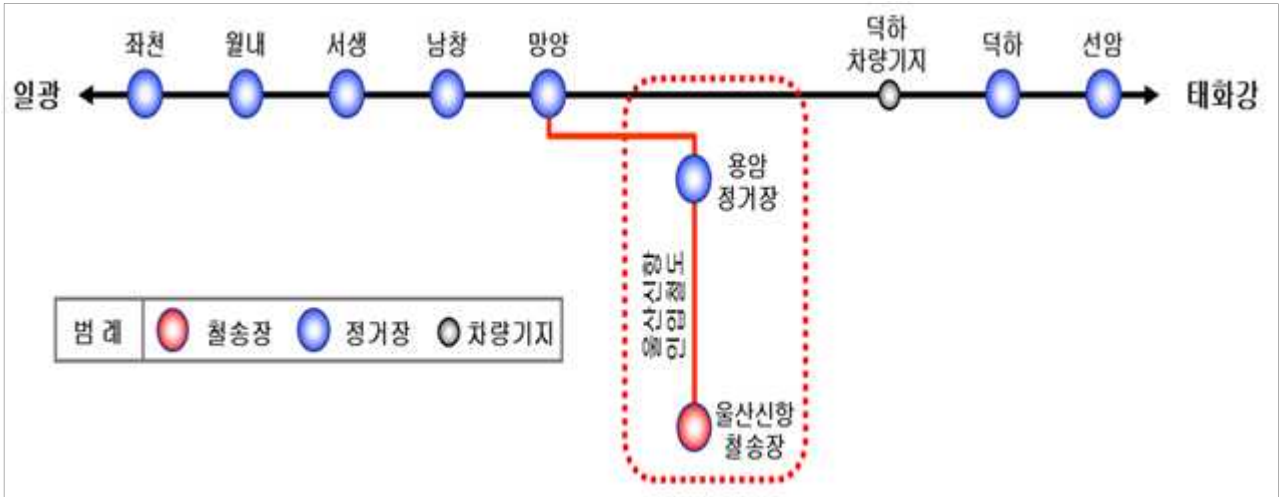 좌천
월내
서생
남창
망양
덕하
차량기지
덕하
선암
일광
태화강
용암
정거장
울산신항
인입철도
범 례
철송장
정거장
차량기지
울산신항
철송장